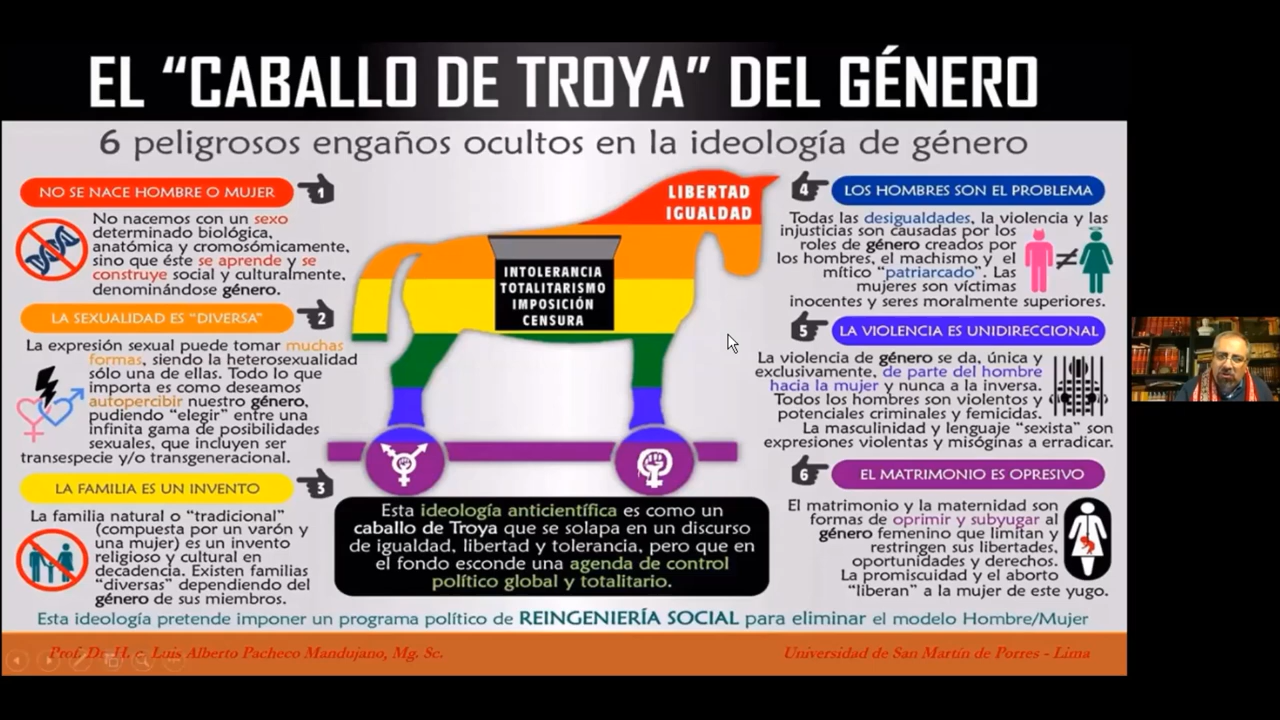 EL “CABALLO DE TROYA” DEL GÉNERO
6 peligrosos engaños ocultos en la ideología de género
NO SE NACE HOMBRE O MUJER
1
No nacemos con un sexo
determinado biológica,
anatómica y cromosómicamente,
sino que éste se aprende y se
construye social y culturalmente,
denominándose género.
LA SEXUALIDAD ES “DIVERSA”
2
La expresión sexual puede tomar muchas
formas, siendo la heterosexualidad
sólo una de ellas. Todo lo que
importa es como deseamos
autopercibir nuestro género,
pudiendo “elegir” entre una
infinita gama de posibilidades
sexuales, que incluyen ser
transespecie y/o transgeneracional.
LA FAMILIA ES UN INVENTO
3
La familia natural o “tradicional”
(compuesta por un varón y
una mujer) es un invento
religioso y cultural en
decadencia. Existen familias
“diversas” dependiendo del
género de sus miembros.
LIBERTAD
IGUALDAD
INTOLERANCIA
TOTALITARISMO
IMPOSICIÓN
CENSURA
Esta ideología anticientífica es como un
caballo de Troya que se solapa en un discurso
de igualdad, libertad y tolerancia, pero que en
el fondo esconde una agenda de control
político global y totalitario.
4
LOS HOMBRES SON EL PROBLEMA
Todas las desigualdades, la violencia y las
injusticias son causadas por los
roles de género creados por
los hombres, el machismo y el
mítico “patriarcado”. Las
mujeres son víctimas
inocentes y seres moralmente superiores.
5
LA VIOLENCIA ES UNIDIRECCIONAL
La violencia de género se da, única y
exclusivamente, de parte del hombre
hacia la mujer y nunca a la inversa.
Todos los hombres son violentos y
potenciales criminales y femicidas.
La masculinidad y lenguaje “sexista” son
expresiones violentas y misóginas a erradicar.
6
EL MATRIMONIO ES OPRESIVO
El matrimonio y la maternidad son
formas de oprimir y subyugar al
género femenino que limitan y
restringen sus libertades,
oportunidades y derechos.
La promiscuidad y el aborto
“liberan” a la mujer de este yugo.
Esta ideología pretende imponer un programa político de REINGENIERÍA SOCIAL para eliminar el modelo Hombre/Mujer
Prof. Dr. H. c. Luis Alberto Pacheco Mandujano, Mg. Sc.
Universidad de San Martín de Porres - Lima